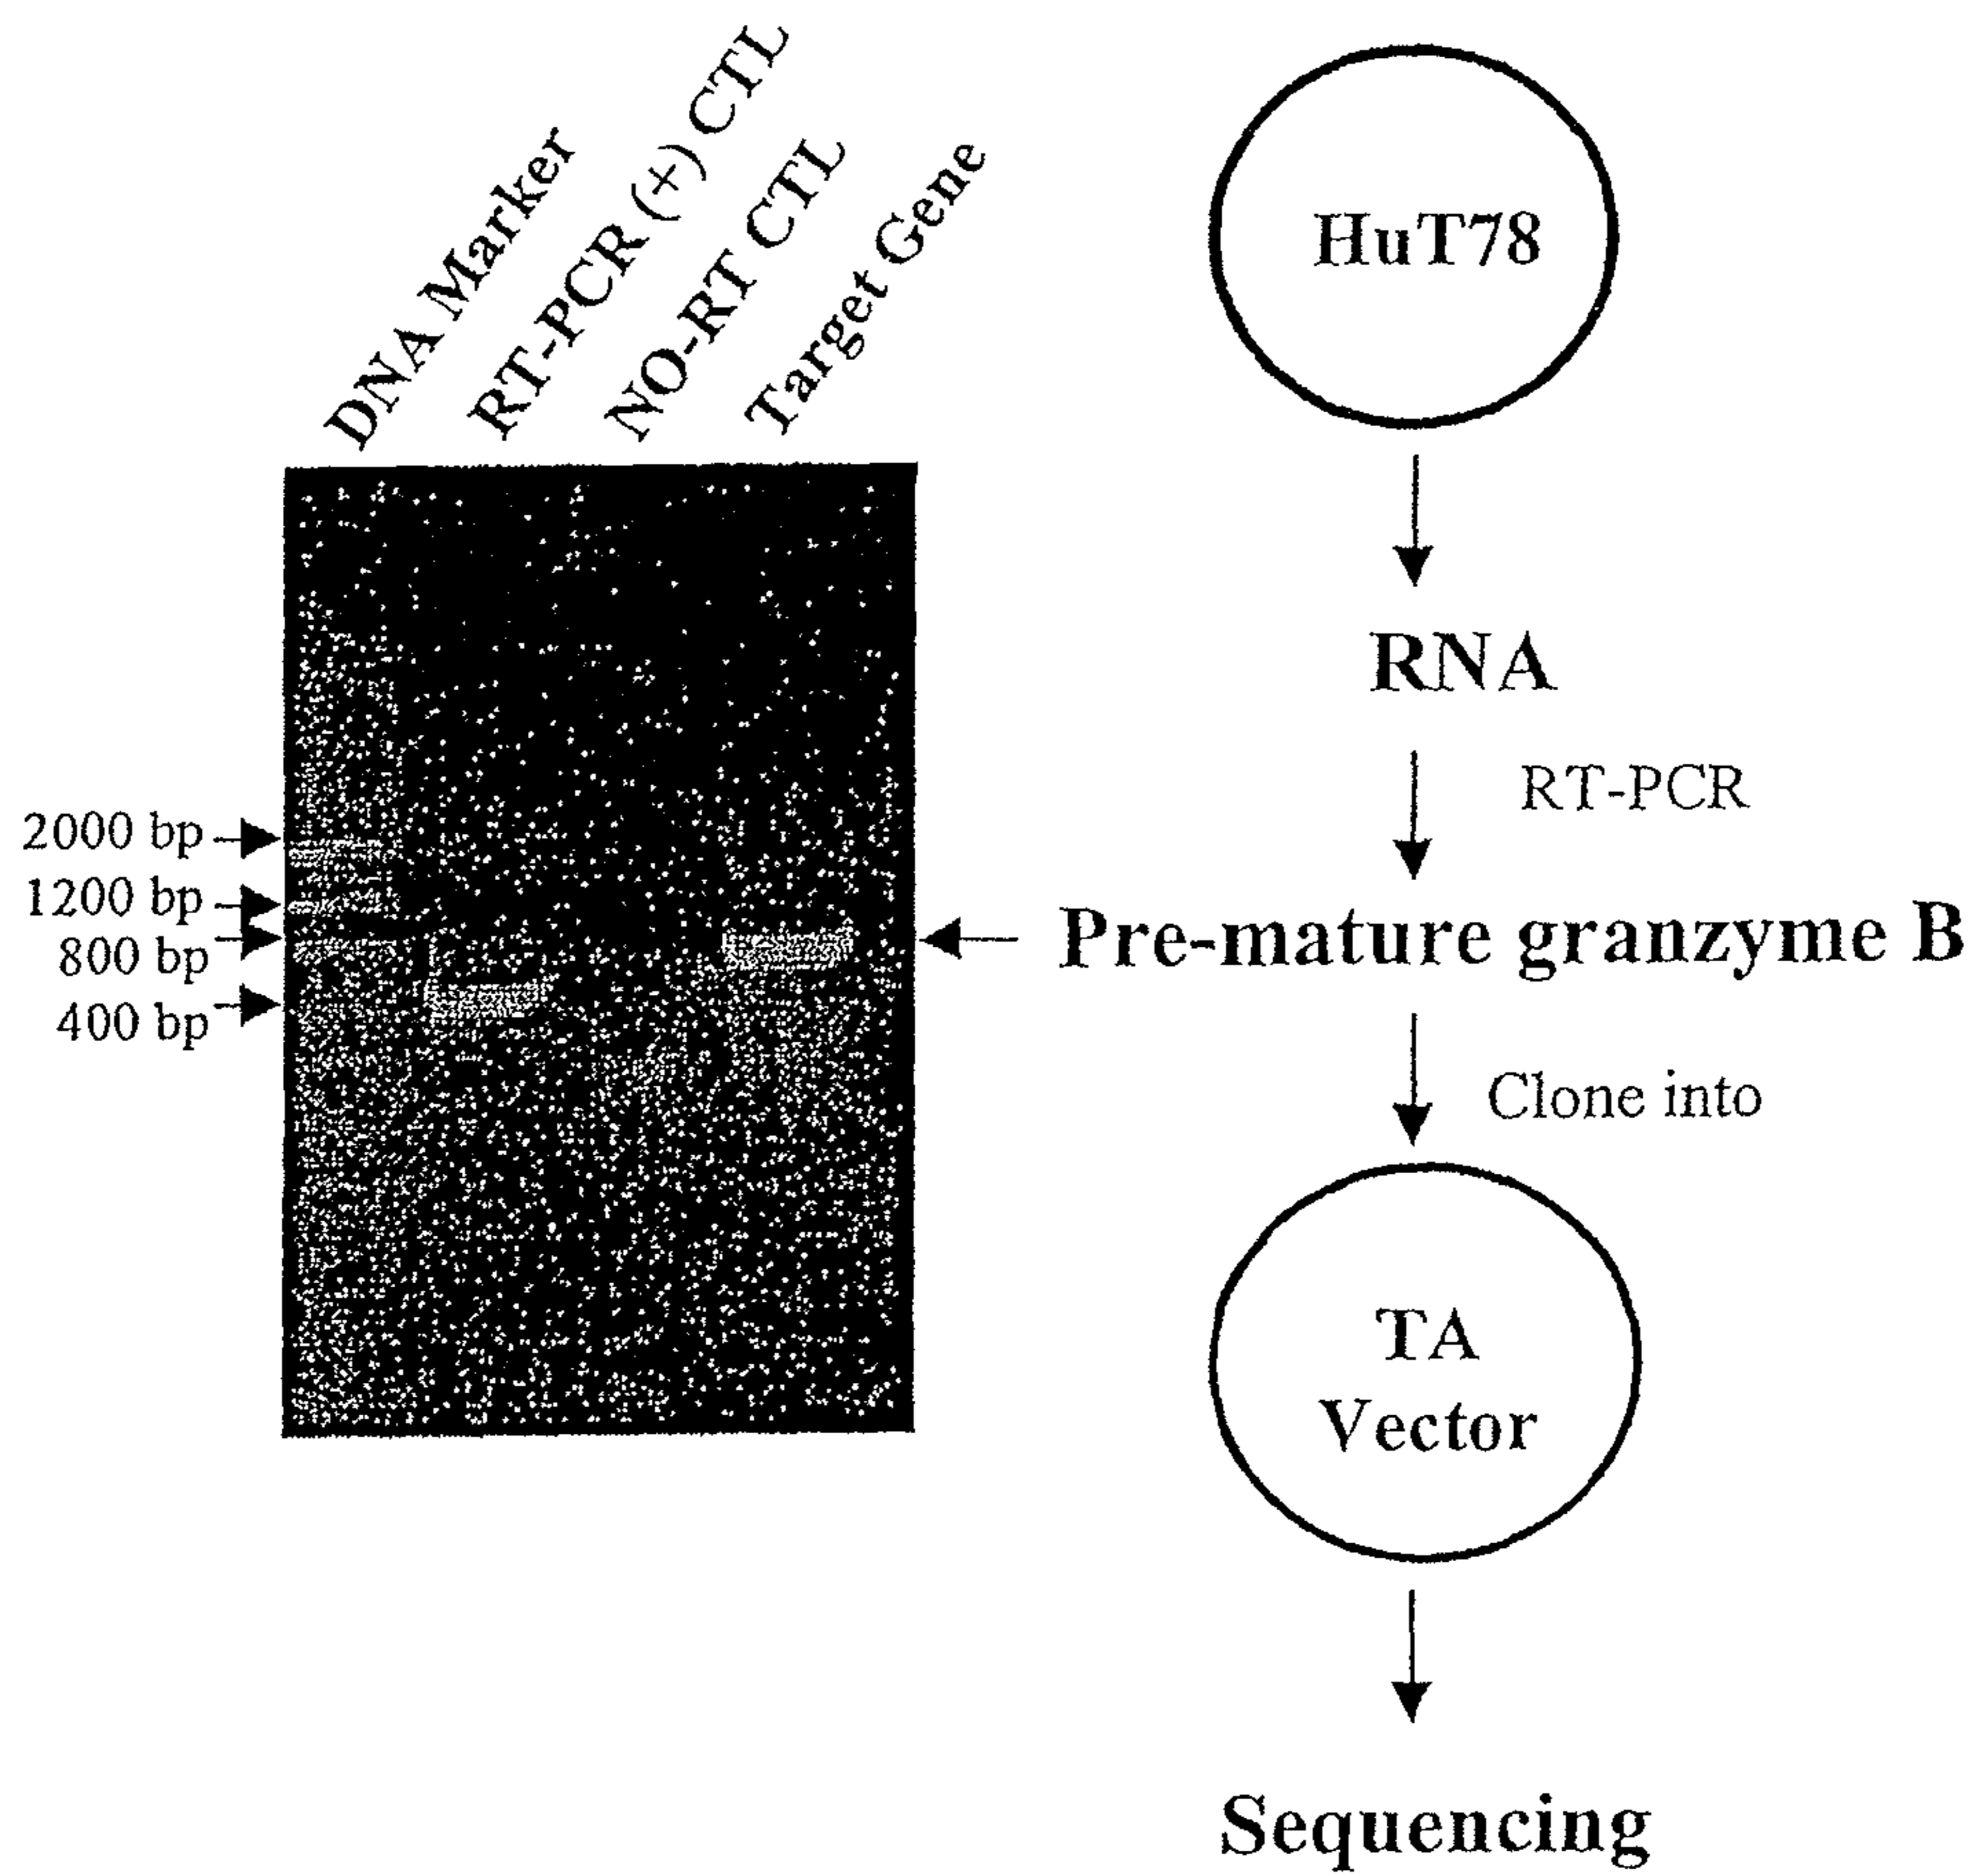 DNA Marker
RT-PCR (+) CTL
NO-RT CTL
Target Gene
2000 bp
1200 bp
800 bp
400 bp
HuT78
RNA
RT-PCR
Pre-mature granzyme B
Clone into
TA
Vector
Sequencing